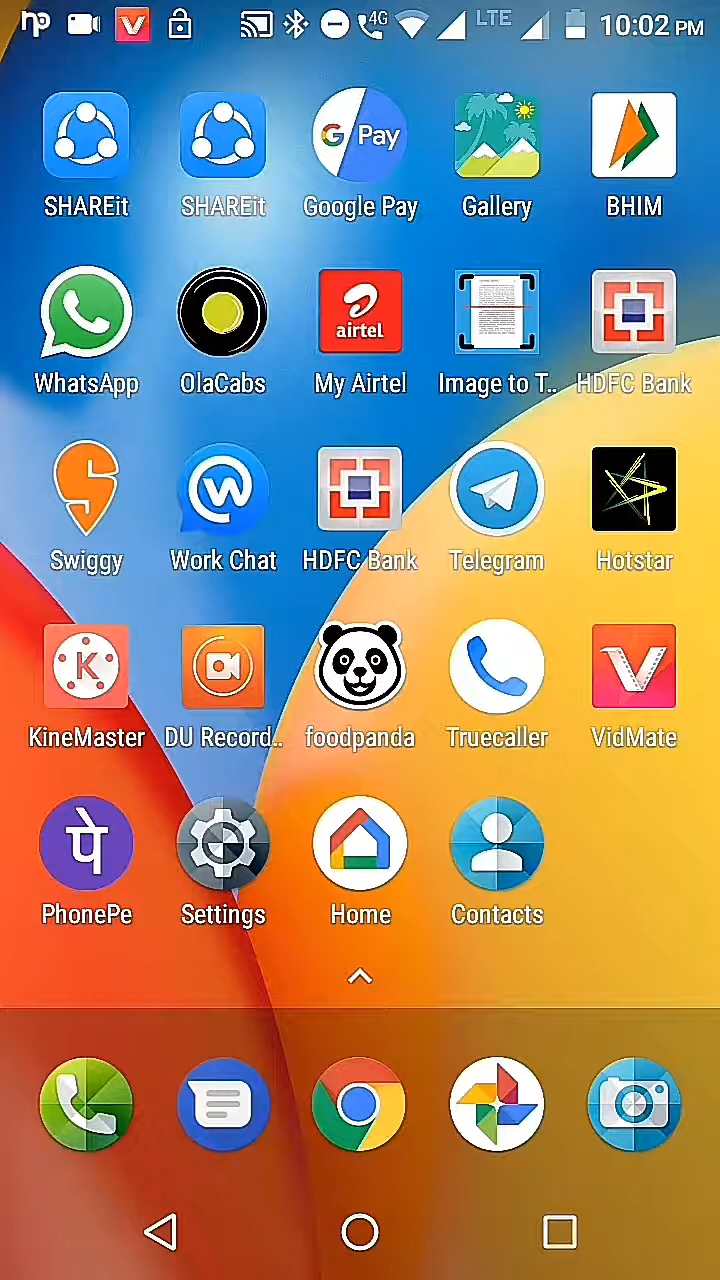 4G
LTE
10:02 PM
G Pay
SHAREit
SHAREit
Google Pay
Gallery
BHIM
airtel
WhatsApp
OlaCabs
My Airtel
Image to T..
HDFC Bank
Swiggy
Work Chat
HDFC Bank
Telegram
Hotstar
K
KineMaster
DU Record..
foodpanda
Truecaller
VidMate
पे
PhonePe
Settings
Home
Contacts